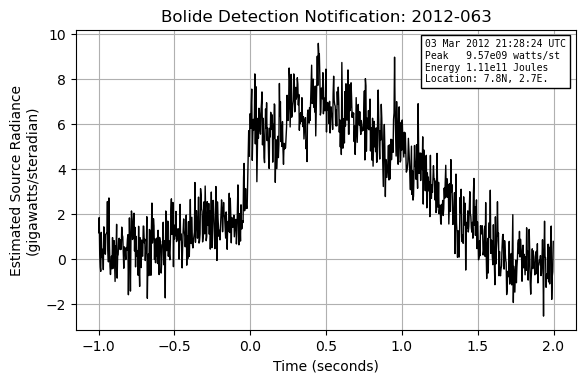 Bolide Detection Notification: 2012-063
03 Mar 2012 21:28:24 UTC
Peak   9.57e09 watts/st
Energy 1.11e11 Joules
Location: 7.8N, 2.7E.
Estimated Source Radiance
(gigawatts/steradian)
10
8
6
4
2
0
−2
−1.0 −0.5 0.0 0.5 1.0 1.5 2.0
Time (seconds)